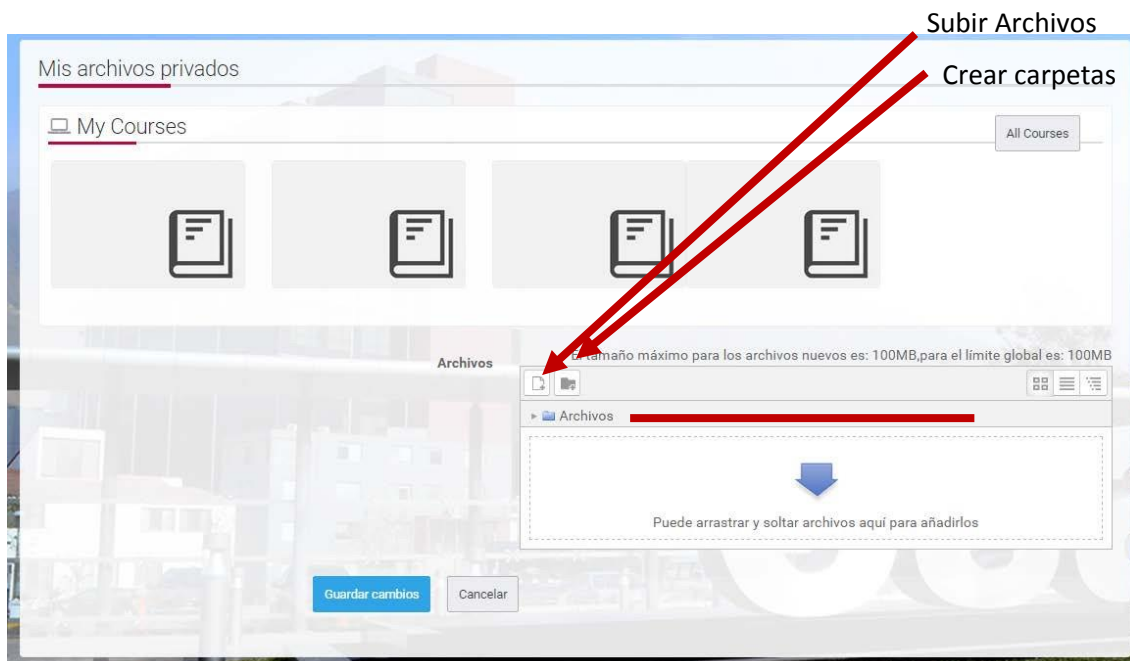 Subir Archivos
Crear carpetas
Mis archivos privados
My Courses
All Courses
Archivos
El tamaño máximo para los archivos nuevos es: 100MB,para el límite global es: 100MB
Archivos
Puede arrastrar y soltar archivos aquí para añadirlos
Guardar cambios
Cancelar